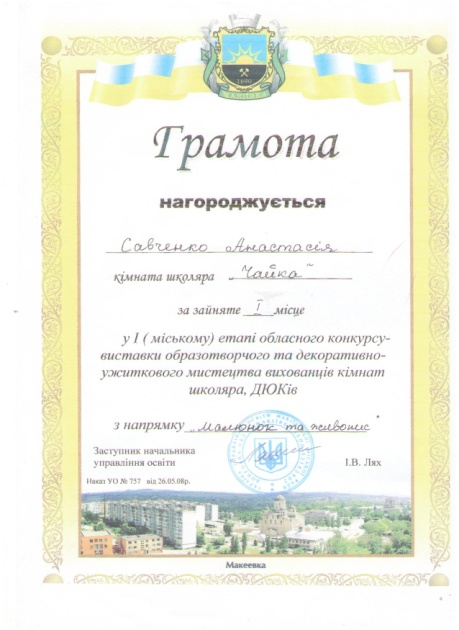 1690
Грамота
нагороджується
Савченко Анастасія
кімната школяра „Чайка"
за зайняте I місце
у І ( міському) етапі обласного конкурсу-
виставки образотворчого та декоративно-
ужиткового мистецтва вихованців кімнат
школяра, ДЮКів
з напрямку „Малюнок та живопис"
Заступник начальника
управління освіти
І.В. Лях
Наказ УО № 757 від 26.05.08р.
Макеевка